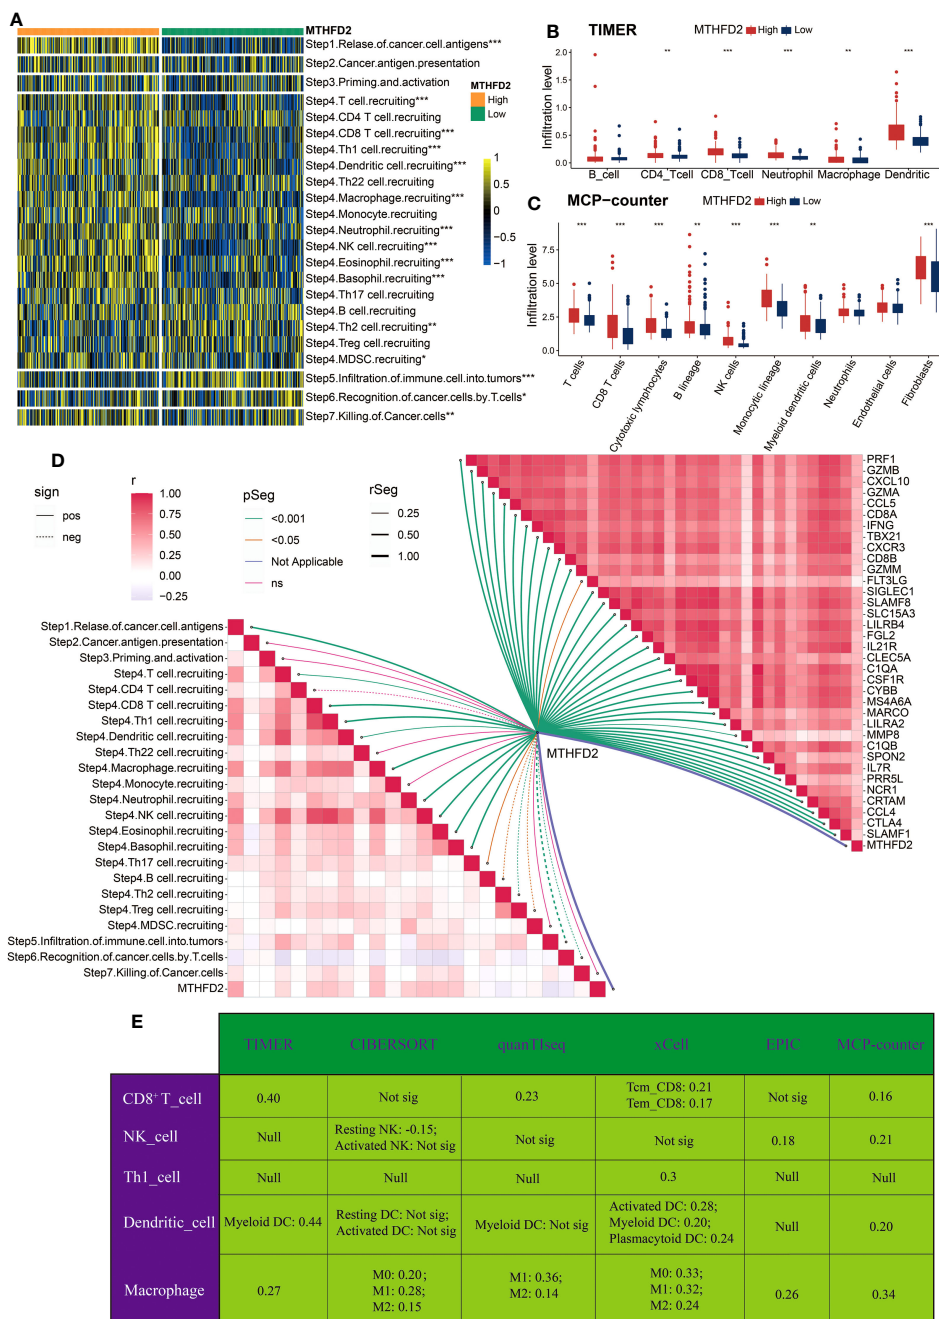 A
MTHFD2
Step1.Relase.of.cancer.cell.antigens***
Step2.Cancer.antigen.presentation
Step3.Priming.and.activation
Step4.T cell.recruiting***
Step4.CD4 T cell.recruiting
Step4.CD8 T cell.recruiting***
Step4.Th1 cell.recruiting***
Step4.Dendritic cell.recruiting***
Step4.Th22 cell.recruiting
Step4.Macrophage.recruiting***
Step4.Monocyte.recruiting
Step4.Neutrophil.recruiting***
Step4.NK cell.recruiting***
Step4.Eosinophil.recruiting***
Step4.Basophil.recruiting***
Step4.Th17 cell.recruiting
Step4.B cell.recruiting
Step4.Th2 cell.recruiting**
Step4.Treg cell.recruiting
Step4.MDSC.recruiting*
Step5.Infiltration.of.immune.cell.into.tumors***
Step6.Recognition.of.cancer.cells.by.T.cells*
Step7.Killing.of.Cancer.cells**
MTHFD2
High
Low
1
0.5
0
−0.5
−1
B
TIMER
MTHFD2 High Low
Infiltration level
2.0
1.5
1.0
0.5
0.0
** *** *** ** ***
B_cell CD4_Tcell CD8_Tcell Neutrophil Macrophage Dendritic
C
MCP−counter
MTHFD2 High Low
Infiltration level
7.5
5.0
2.5
0.0
*** *** *** ** *** *** ** ***
T cells
CD8 T cells
Cytotoxic lymphocytes
B lineage
NK cells
Monocytic lineage
Myeloid dendritic cells
Neutrophils
Endothelial cells
Fibroblasts
D
sign
pos
neg
r
1.00
0.75
0.50
0.25
0.00
−0.25
pSeg
<0.001
<0.05
Not Applicable
ns
rSeg
0.25
0.50
1.00
PRF1
GZMB
CXCL10
GZMA
CCL5
CD8A
IFNG
TBX21
CXCR3
CD8B
GZMM
FLT3LG
SIGLEC1
SLAMF8
SLC15A3
LILRB4
FGL2
IL21R
CLEC5A
C1QA
CSF1R
CYBB
MS4A6A
MARCO
LILRA2
MMP8
C1QB
SPON2
IL7R
PRR5L
NCR1
CRTAM
CCL4
CTLA4
SLAMF1
MTHFD2
MTHFD2
Step1.Relase.of.cancer.cell.antigens
Step2.Cancer.antigen.presentation
Step3.Priming.and.activation
Step4.T cell.recruiting
Step4.CD4 T cell.recruiting
Step4.CD8 T cell.recruiting
Step4.Th1 cell.recruiting
Step4.Dendritic cell.recruiting
Step4.Th22 cell.recruiting
Step4.Macrophage.recruiting
Step4.Monocyte.recruiting
Step4.Neutrophil.recruiting
Step4.NK cell.recruiting
Step4.Eosinophil.recruiting
Step4.Basophil.recruiting
Step4.Th17 cell.recruiting
Step4.B cell.recruiting
Step4.Th2 cell.recruiting
Step4.Treg cell.recruiting
Step4.MDSC.recruiting
Step5.Infiltration.of.immune.cell.into.tumors
Step6.Recognition.of.cancer.cells.by.T.cells
Step7.Killing.of.Cancer.cells
MTHFD2
E
TIMER CIBERSORT quanTIseq xCell EPIC MCP-counter
CD8⁺ T_cell 0.40 Not sig 0.23 Tcm_CD8: 0.21 Not sig 0.16
Tem_CD8: 0.17
NK_cell Null Resting NK: -0.15; Not sig Not sig 0.18 0.21
Activated NK: Not sig
Th1_cell Null Null Null 0.3 Null Null
Dendritic_cell Myeloid DC: 0.44 Resting DC: Not sig; Myeloid DC: Not sig Activated DC: 0.28; Null 0.20
Activated DC: Not sig Myeloid DC: 0.20;
Plasmacytoid DC: 0.24
Macrophage 0.27 M0: 0.20; M1: 0.36; M0: 0.33; 0.26 0.34
M1: 0.28; M2: 0.14 M1: 0.32;
M2: 0.15 M2: 0.24